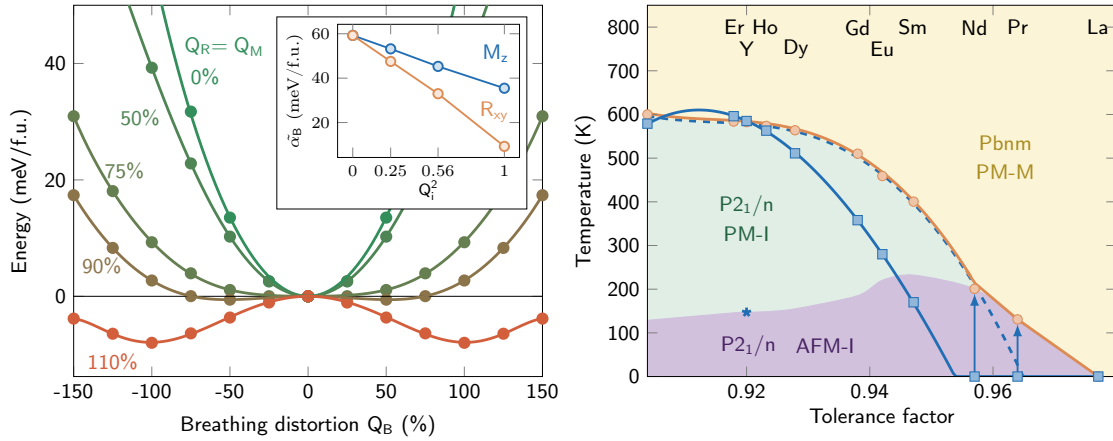 Energy (meV/f.u.)
40
20
0
-150 -100 -50 0 50 100 150
Breathing distortion Q_B (%)
Q_R= Q_M
0%
50%
75%
90%
110%
α̃_B (meV/f.u.)
60
40
20
0 0.25 0.56 1
Q_i^2
M_z
R_xy
Temperature (K)
800
700
600
500
400
300
200
100
0
0.92 0.94 0.96
Tolerance factor
Er Ho Gd Sm Nd Pr La
Y Dy Eu
Pbnm
PM-M
P2_1/n
PM-I
P2_1/n AFM-I